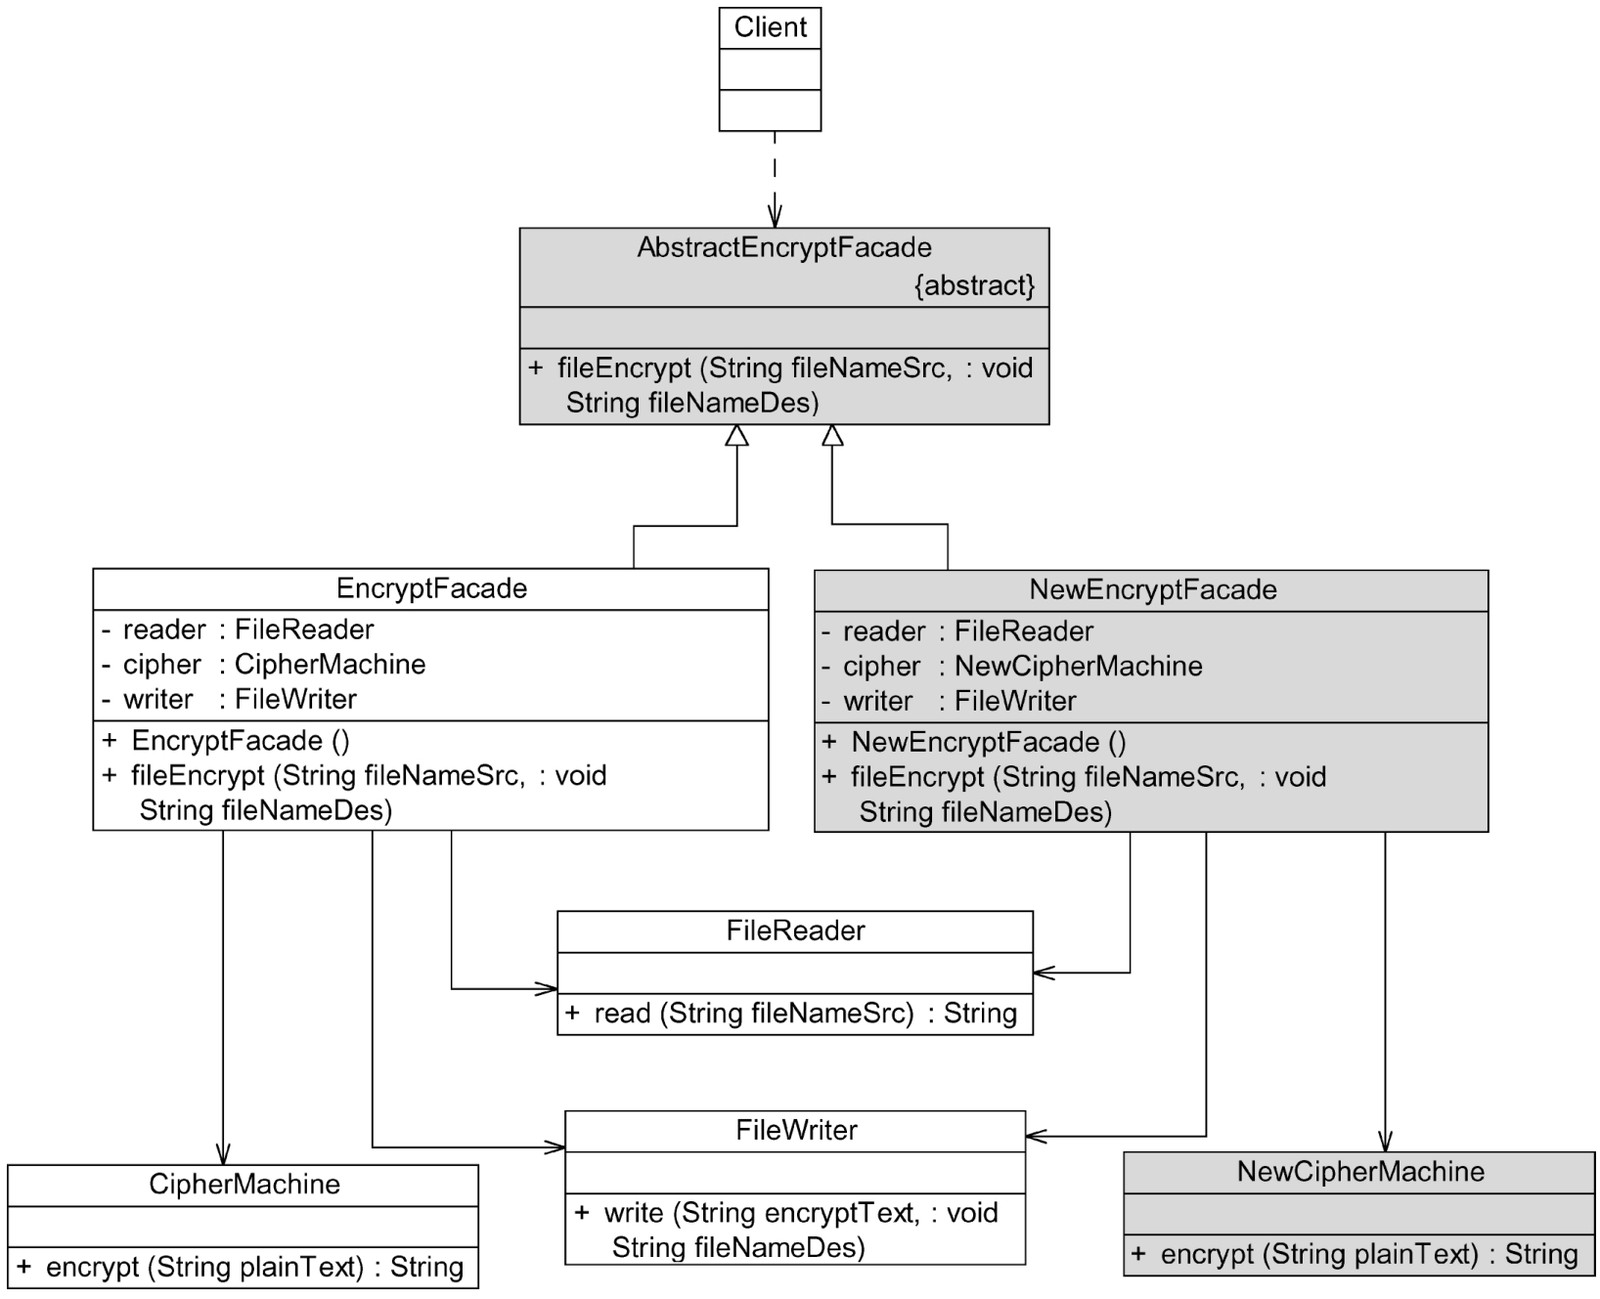 Client
AbstractEncryptFacade
{abstract}
+ fileEncrypt (String fileNameSrc, : void
String fileNameDes)
EncryptFacade
- reader : FileReader
- cipher : CipherMachine
- writer : FileWriter
+ EncryptFacade ()
+ fileEncrypt (String fileNameSrc, : void
String fileNameDes)
NewEncryptFacade
- reader : FileReader
- cipher : NewCipherMachine
- writer : FileWriter
+ NewEncryptFacade ()
+ fileEncrypt (String fileNameSrc, : void
String fileNameDes)
FileReader
+ read (String fileNameSrc) : String
FileWriter
+ write (String encryptText, : void
String fileNameDes)
CipherMachine
+ encrypt (String plainText) : String
NewCipherMachine
+ encrypt (String plainText) : String